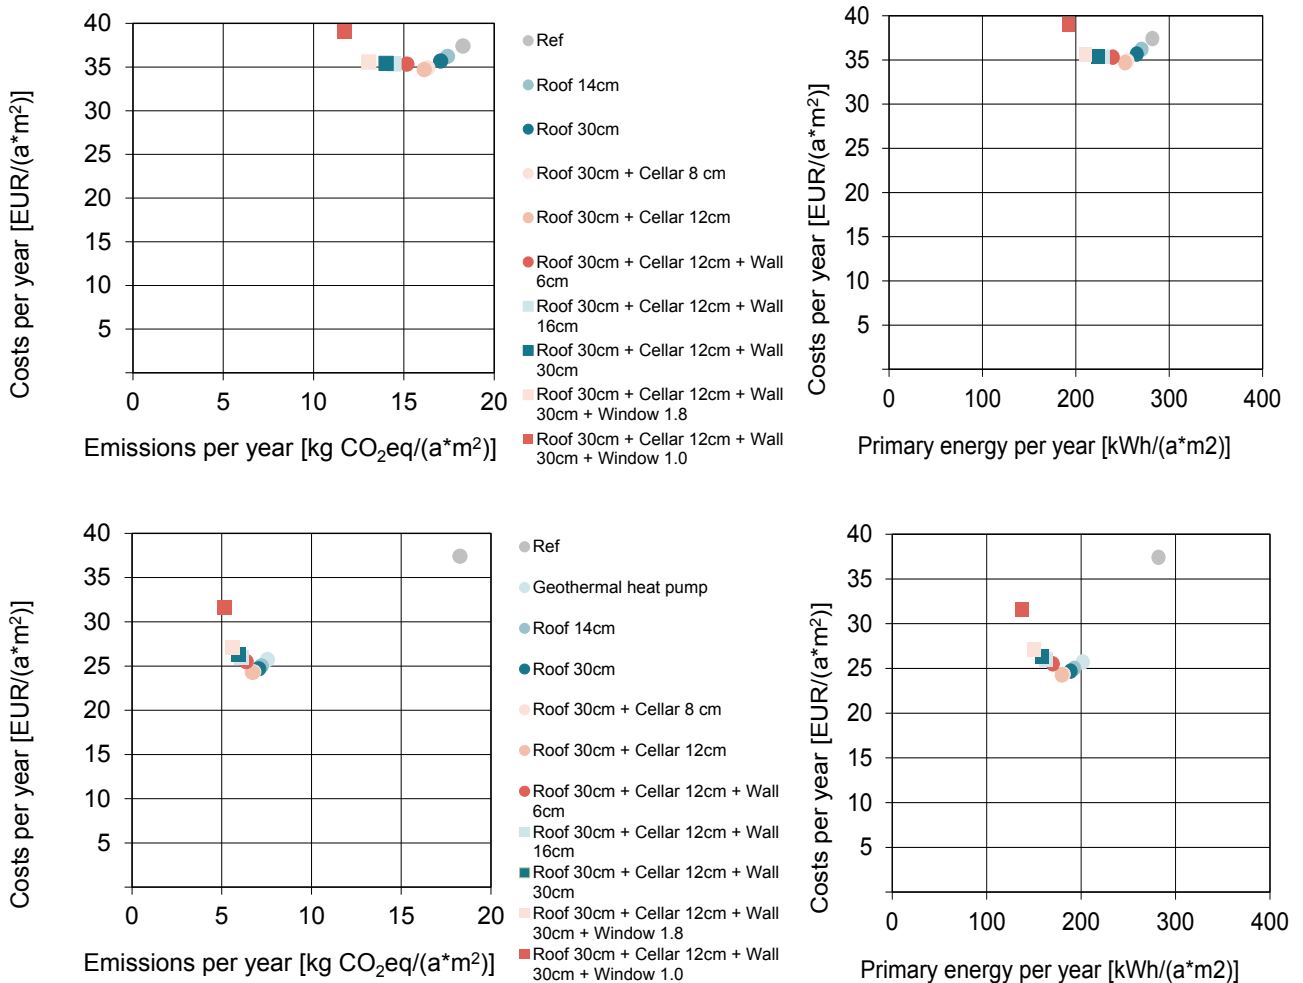 40
35
30
25
20
15
10
5
0
5
10
15
20
Costs per year [EUR/(a*m²)]
Emissions per year [kg CO₂eq/(a*m²)]
Ref
Roof 14cm
Roof 30cm
Roof 30cm + Cellar 8 cm
Roof 30cm + Cellar 12cm
Roof 30cm + Cellar 12cm + Wall
6cm
Roof 30cm + Cellar 12cm + Wall
16cm
Roof 30cm + Cellar 12cm + Wall
30cm
Roof 30cm + Cellar 12cm + Wall
30cm + Window 1.8
Roof 30cm + Cellar 12cm + Wall
30cm + Window 1.0
40
35
30
25
20
15
10
5
0
100
200
300
400
Costs per year [EUR/(a*m²)]
Primary energy per year [kWh/(a*m2)]
40
35
30
25
20
15
10
5
0
5
10
15
20
Costs per year [EUR/(a*m²)]
Emissions per year [kg CO₂eq/(a*m²)]
Ref
Geothermal heat pump
Roof 14cm
Roof 30cm
Roof 30cm + Cellar 8 cm
Roof 30cm + Cellar 12cm
Roof 30cm + Cellar 12cm + Wall
6cm
Roof 30cm + Cellar 12cm + Wall
16cm
Roof 30cm + Cellar 12cm + Wall
30cm
Roof 30cm + Cellar 12cm + Wall
30cm + Window 1.8
Roof 30cm + Cellar 12cm + Wall
30cm + Window 1.0
40
35
30
25
20
15
10
5
0
100
200
300
400
Costs per year [EUR/(a*m²)]
Primary energy per year [kWh/(a*m2)]